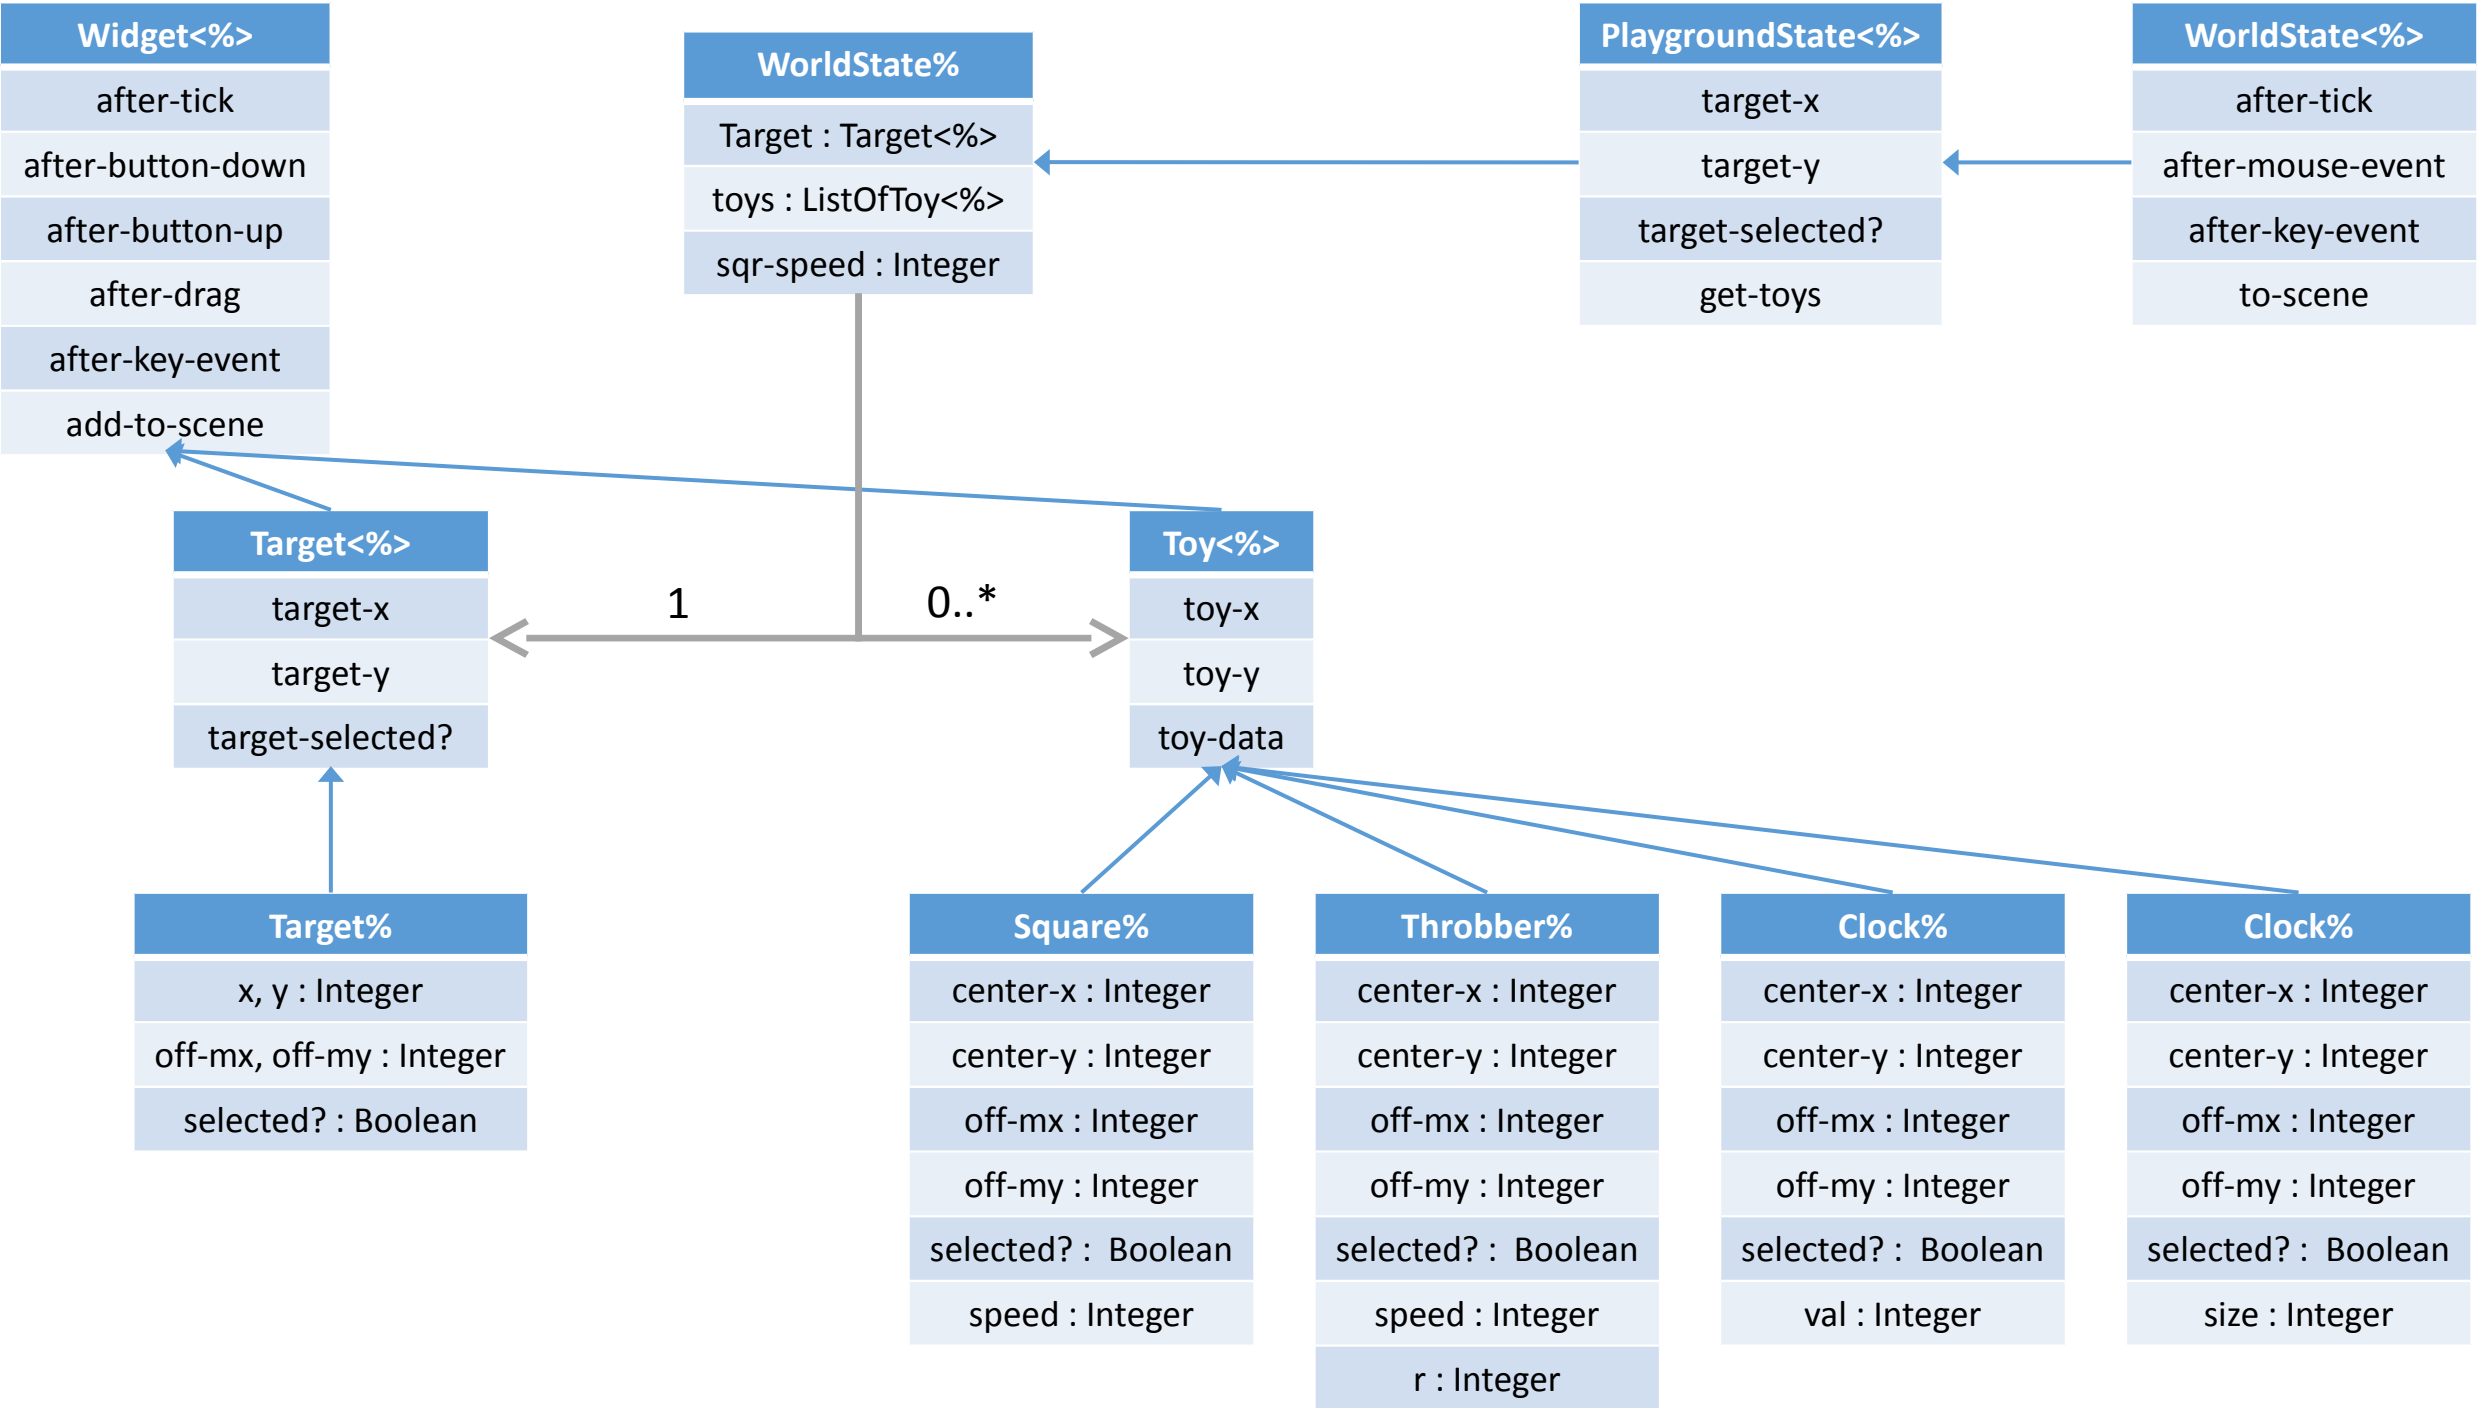 Widget<%>
after-tick
after-button-down
after-button-up
after-drag
after-key-event
add-to-scene
WorldState%
Target : Target<%>
toys : ListOfToy<%>
sqr-speed : Integer
PlaygroundState<%>
target-x
target-y
target-selected?
get-toys
WorldState<%>
after-tick
after-mouse-event
after-key-event
to-scene
Target<%>
target-x
target-y
target-selected?
1
0..*
Toy<%>
toy-x
toy-y
toy-data
Target%
x, y : Integer
off-mx, off-my : Integer
selected? : Boolean
Square%
center-x : Integer
center-y : Integer
off-mx : Integer
off-my : Integer
selected? :  Boolean
speed : Integer
Throbber%
center-x : Integer
center-y : Integer
off-mx : Integer
off-my : Integer
selected? :  Boolean
speed : Integer
r : Integer
Clock%
center-x : Integer
center-y : Integer
off-mx : Integer
off-my : Integer
selected? :  Boolean
val : Integer
Clock%
center-x : Integer
center-y : Integer
off-mx : Integer
off-my : Integer
selected? :  Boolean
size : Integer